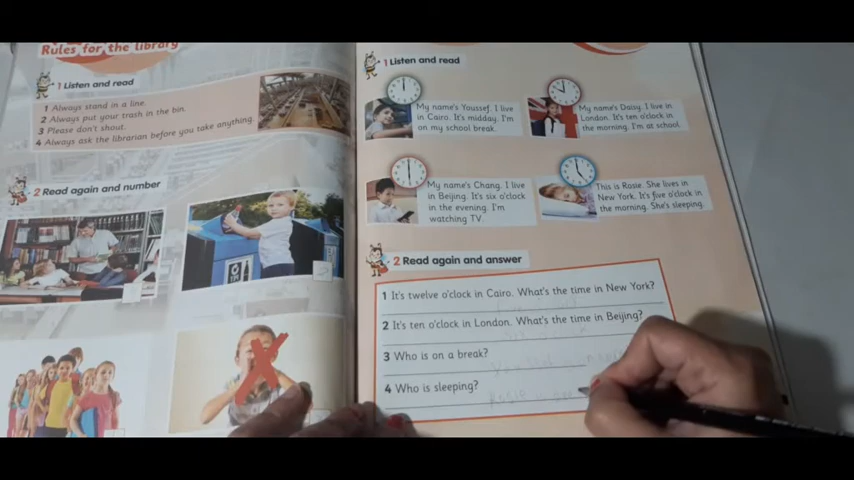 Rules for the library
1 Listen and read
1 Always stand in a line.
2 Always put your trash in the bin.
3 Please don't shout.
4 Always ask the librarian before you take anything.
2 Read again and number
1 Listen and read
My name's Youssef. I live
in Cairo. It's midday. I'm
on my school break.
My name's Daisy. I live in
London. It's ten o'clock in
the morning. I'm at school.
My name's Chang. I live
in Beijing. It's six o'clock
in the evening. I'm
watching TV.
This is Rosie. She lives in
New York. It's five o'clock in
the morning. She's sleeping.
2 Read again and answer
1 It's twelve o'clock in Cairo. What's the time in New York?
2 It's ten o'clock in London. What's the time in Beijing?
3 Who is on a break?
4 Who is sleeping?